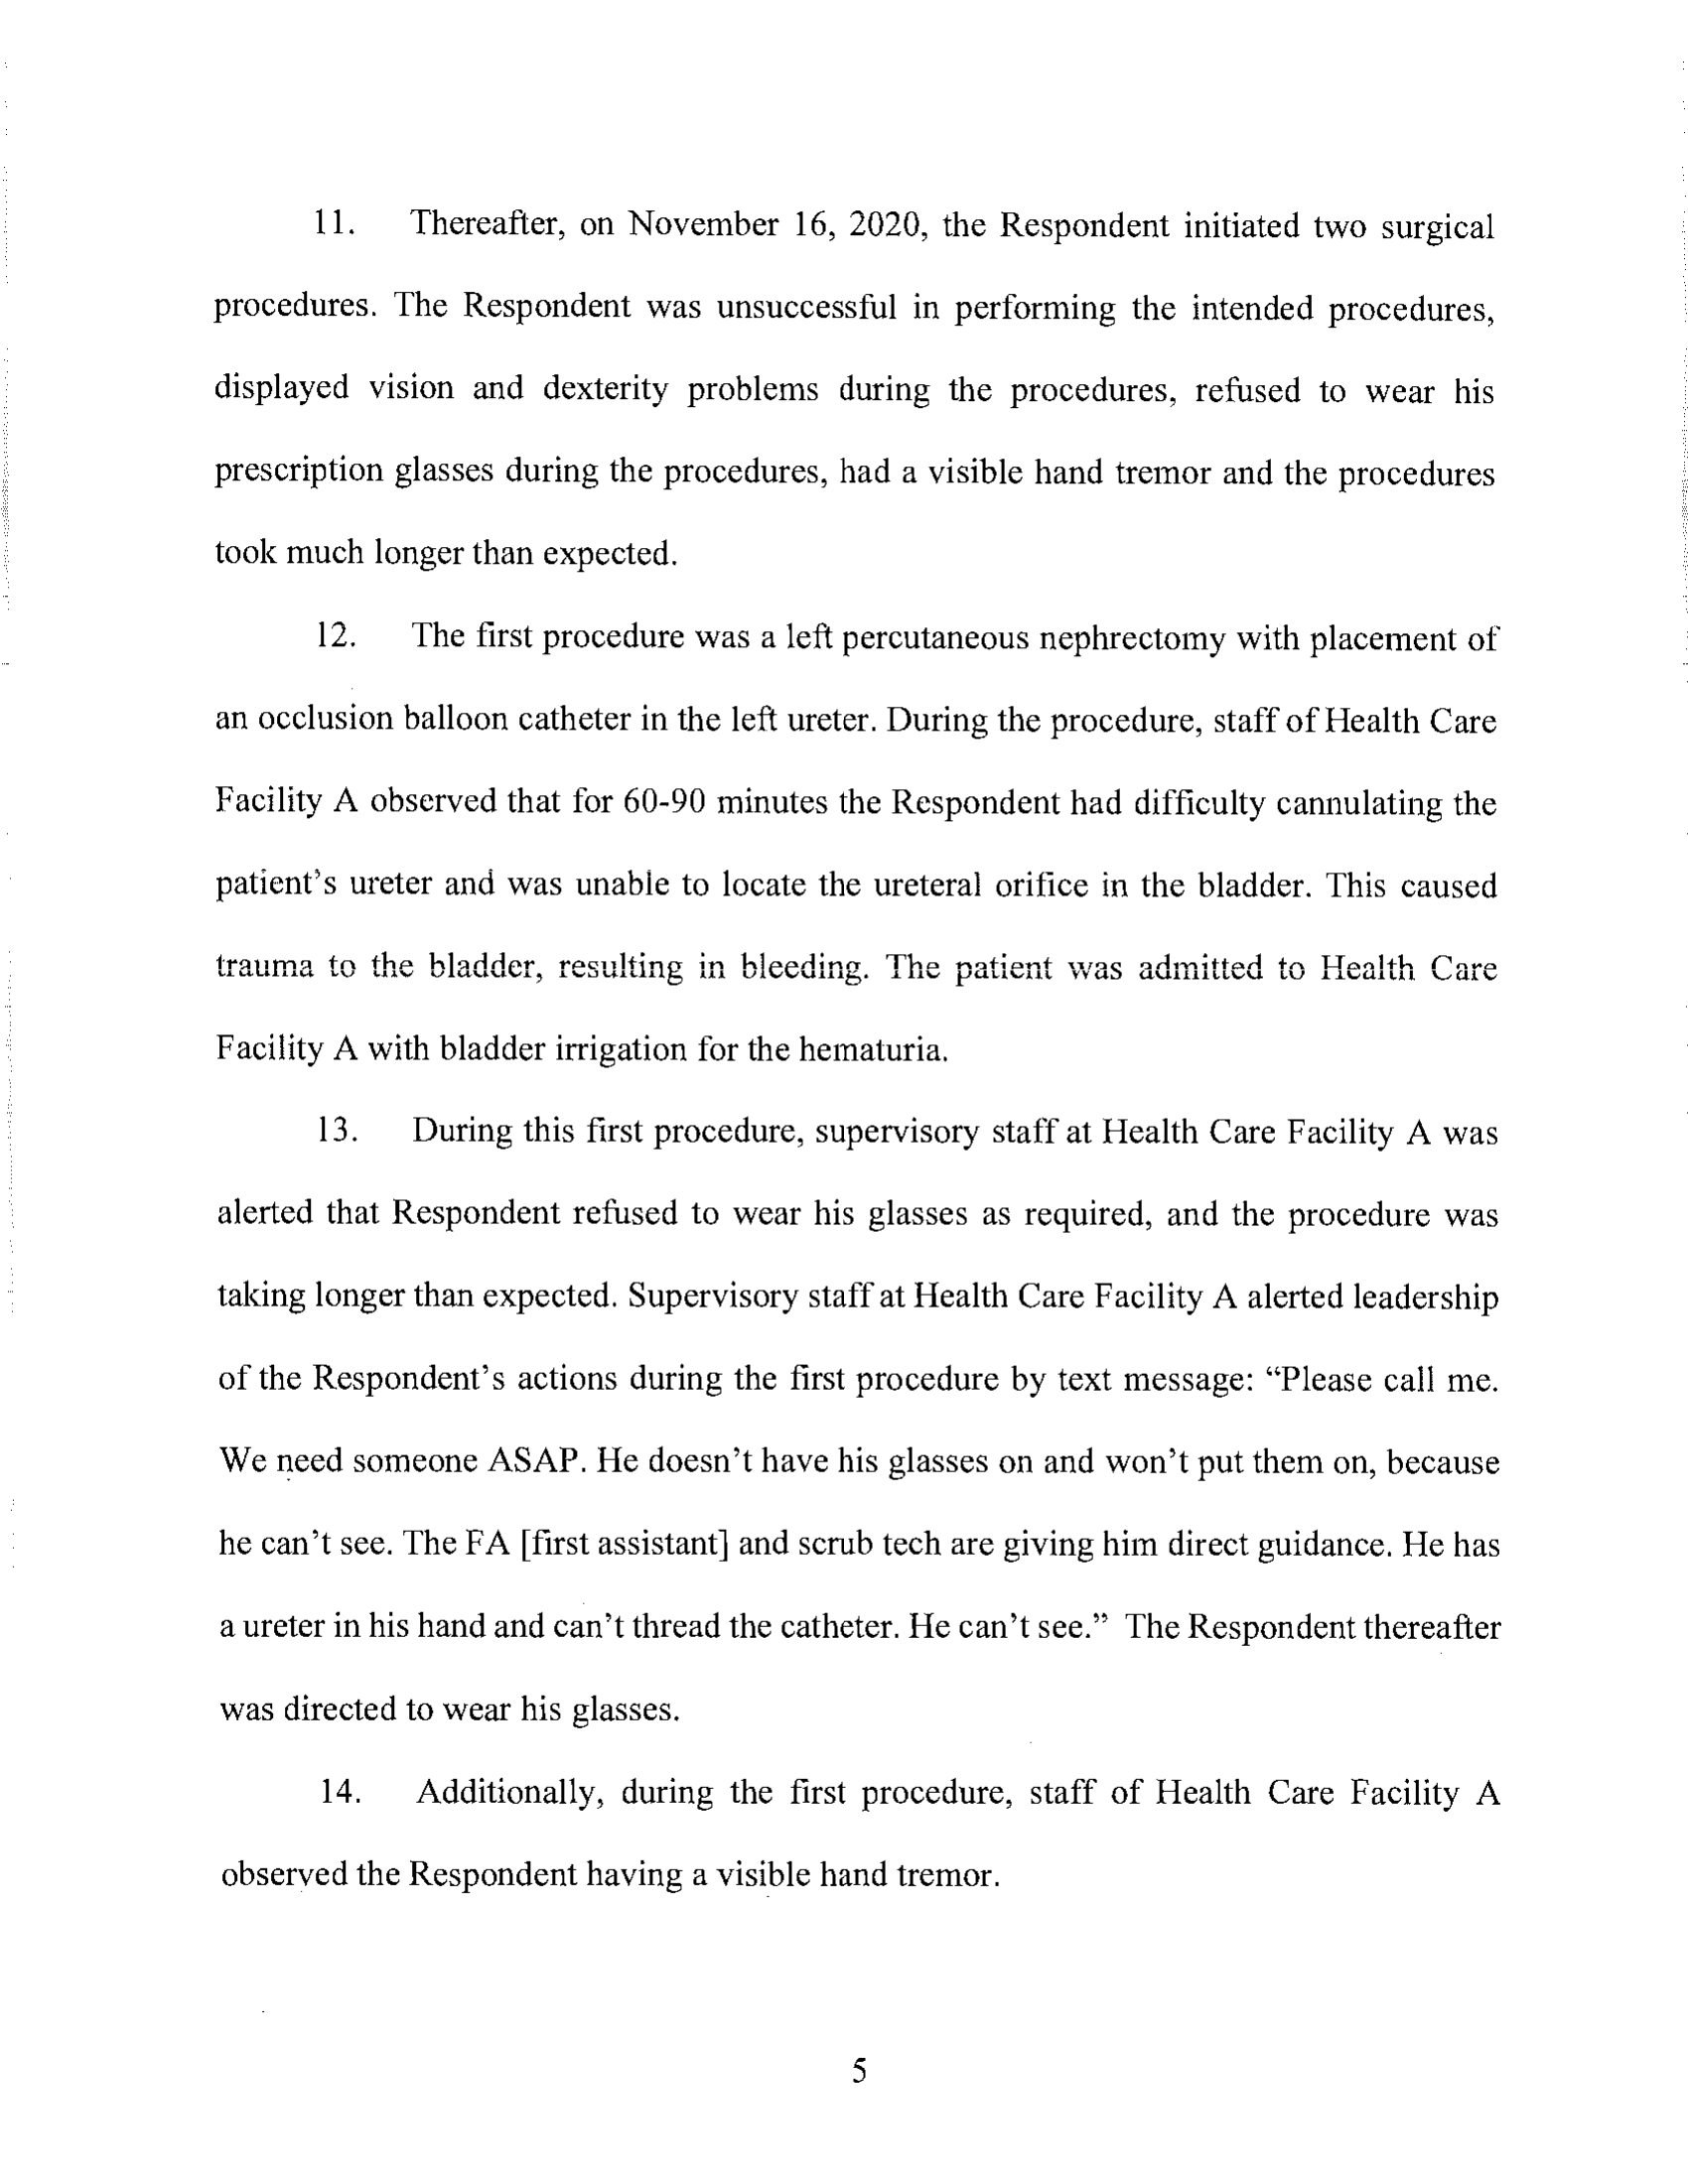 11. Thereafter, on November 16, 2020, the Respondent initiated two surgical
procedures. The Respondent was unsuccessful in performing the intended procedures,
displayed vision and dexterity problems during the procedures, refused to wear his
prescription glasses during the procedures, had a visible hand tremor and the procedures
took much longer than expected.
12. The first procedure was a left percutaneous nephrectomy with placement of
an occlusion balloon catheter in the left ureter. During the procedure, staff of Health Care
Facility A observed that for 60-90 minutes the Respondent had difficulty cannulating the
patient's ureter and was unable to locate the ureteral orifice in the bladder. This caused
trauma to the bladder, resulting in bleeding. The patient was admitted to Health Care
Facility A with bladder irrigation for the hematuria.
13. During this first procedure, supervisory staff at Health Care Facility A was
alerted that Respondent refused to wear his glasses as required, and the procedure was
taking longer than expected. Supervisory staff at Health Care Facility A alerted leadership
of the Respondent's actions during the first procedure by text message: “Please call me.
We need someone ASAP. He doesn't have his glasses on and won't put them on, because
he can't see. The FA [first assistant] and scrub tech are giving him direct guidance. He has
a ureter in his hand and can't thread the catheter. He can't see.” The Respondent thereafter
was directed to wear his glasses.
14. Additionally, during the first procedure, staff of Health Care Facility A
observed the Respondent having a visible hand tremor.
5